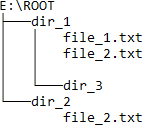 E:\ROOT
dir_1
file_1.txt
file_2.txt
dir_3
dir_2
file_2.txt